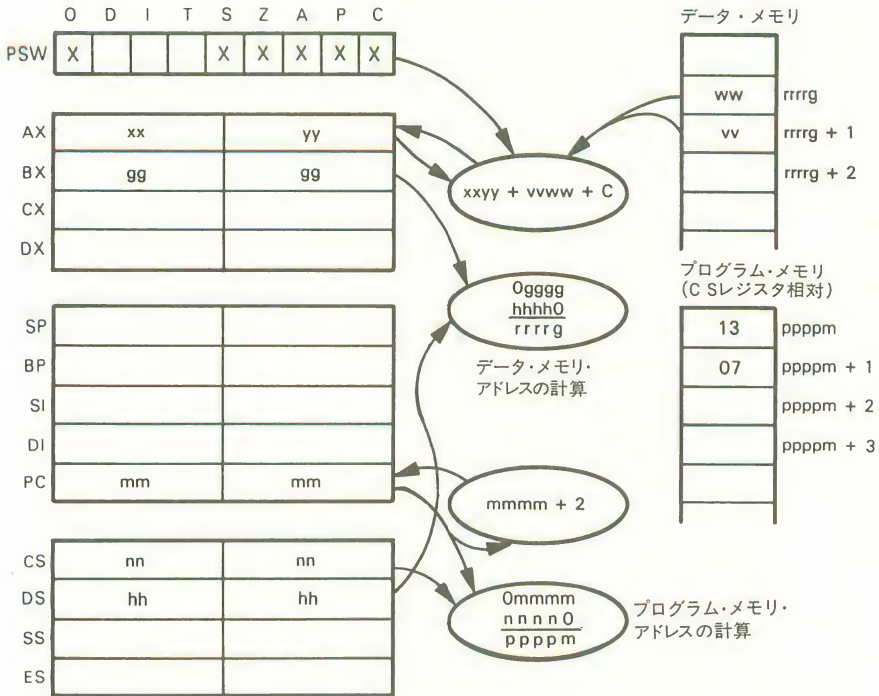 O D I T S Z A P C
PSW X X X X X X
AX xx yy
BX gg gg
CX
DX
SP
BP
SI
DI
PC mm mm
CS nn nn
DS hh hh
SS
ES
xxyy + vvww + C
0gggg
hhhh0
rrrrg
データ・メモリ・
アドレスの計算
mmmm + 2
0mmmm
nnnn0
ppppm
プログラム・メモリ・
アドレスの計算
データ・メモリ
ww rrrrg
vv rrrrg + 1
rrrrg + 2
プログラム・メモリ
(CSレジスタ相対)
13 ppppm
07 ppppm + 1
ppppm + 2
ppppm + 3